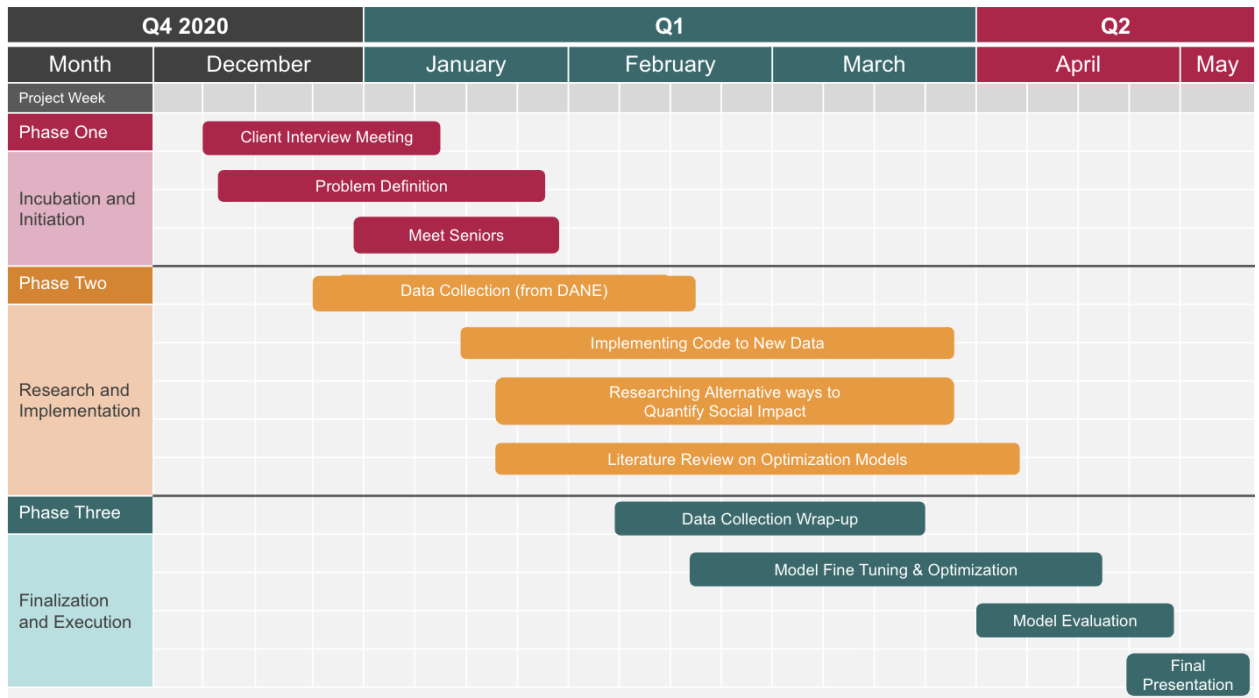 Q4 2020
Q1
Q2
Month
December
January
February
March
April
May
Project Week
Phase One
Client Interview Meeting
Incubation and
Initiation
Problem Definition
Meet Seniors
Phase Two
Data Collection (from DANE)
Research and
Implementation
Implementing Code to New Data
Researching Alternative ways to
Quantify Social Impact
Literature Review on Optimization Models
Phase Three
Data Collection Wrap-up
Finalization
and Execution
Model Fine Tuning & Optimization
Model Evaluation
Final
Presentation